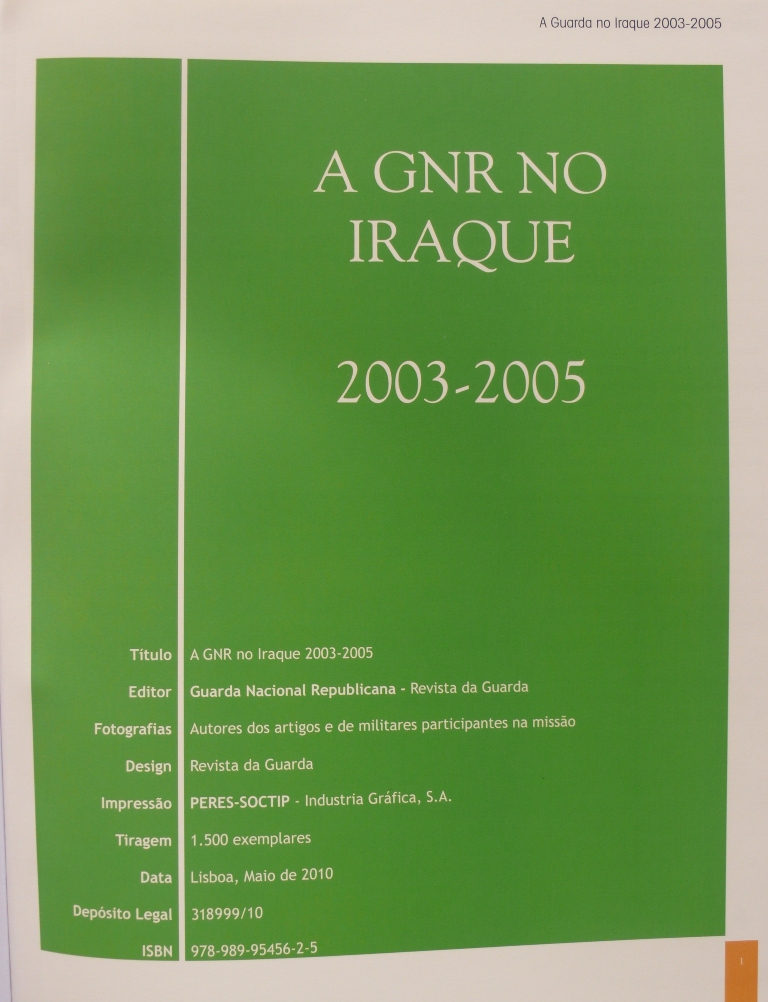 A Guarda no Iraque 2003-2005
A GNR NO
IRAQUE
2003-2005
Título A GNR no Iraque 2003-2005
Editor Guarda Nacional Republicana - Revista da Guarda
Fotografias Autores dos artigos e de militares participantes na missão
Design Revista da Guarda
Impressão PERES-SOCTIP - Industria Gráfica, S.A.
Tiragem 1.500 exemplares
Data Lisboa, Maio de 2010
Depósito Legal 318999/10
ISBN 978-989-95456-2-5
1